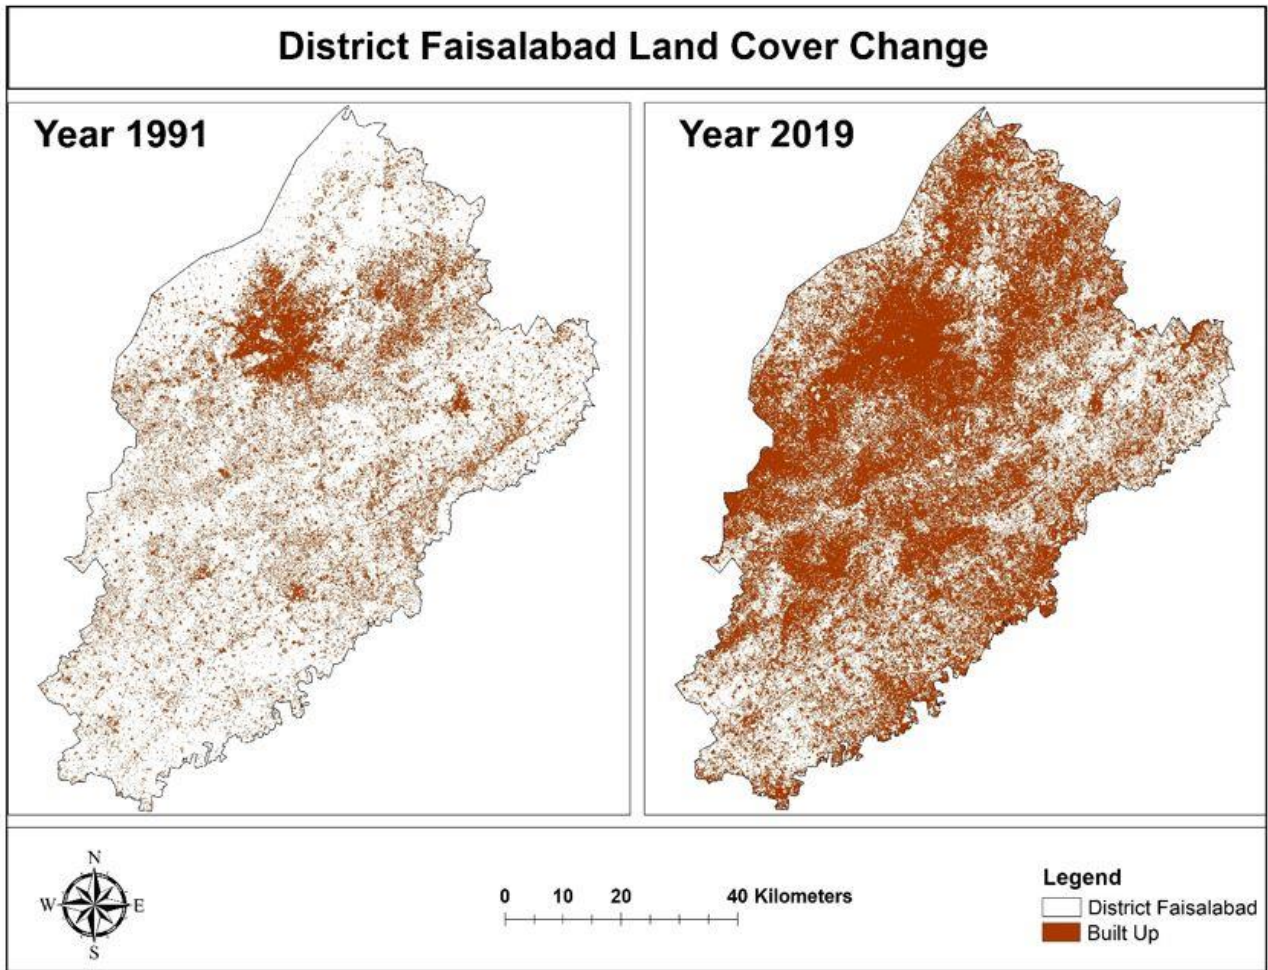 District Faisalabad Land Cover Change
Year 1991
Year 2019
N
W E
S
0 10 20 40 Kilometers
Legend
District Faisalabad
Built Up